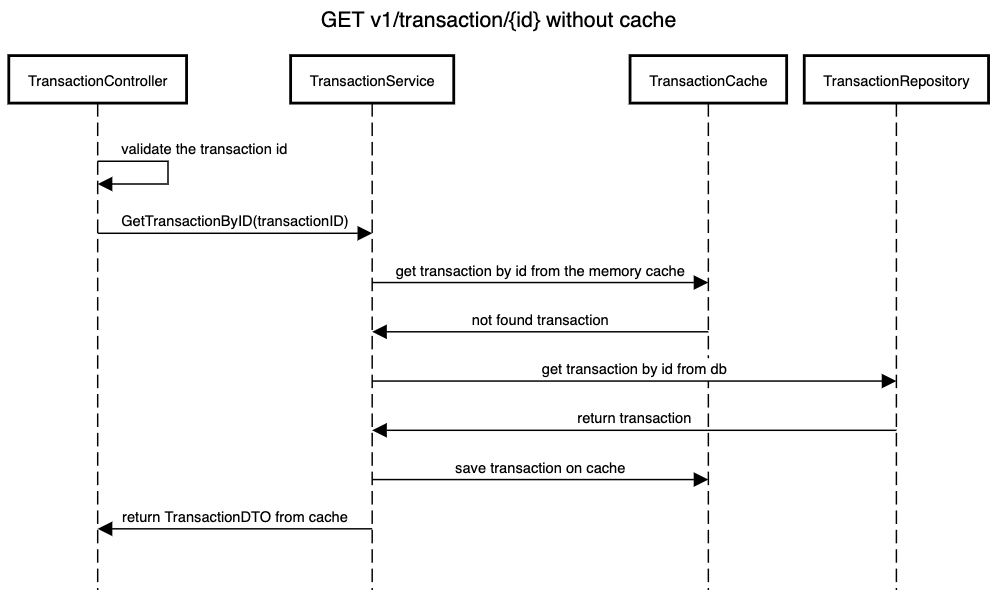 GET v1/transaction/{id} without cache
TransactionController
TransactionService
TransactionCache
TransactionRepository
validate the transaction id
GetTransactionByID(transactionID)
get transaction by id from the memory cache
not found transaction
get transaction by id from db
return transaction
save transaction on cache
return TransactionDTO from cache